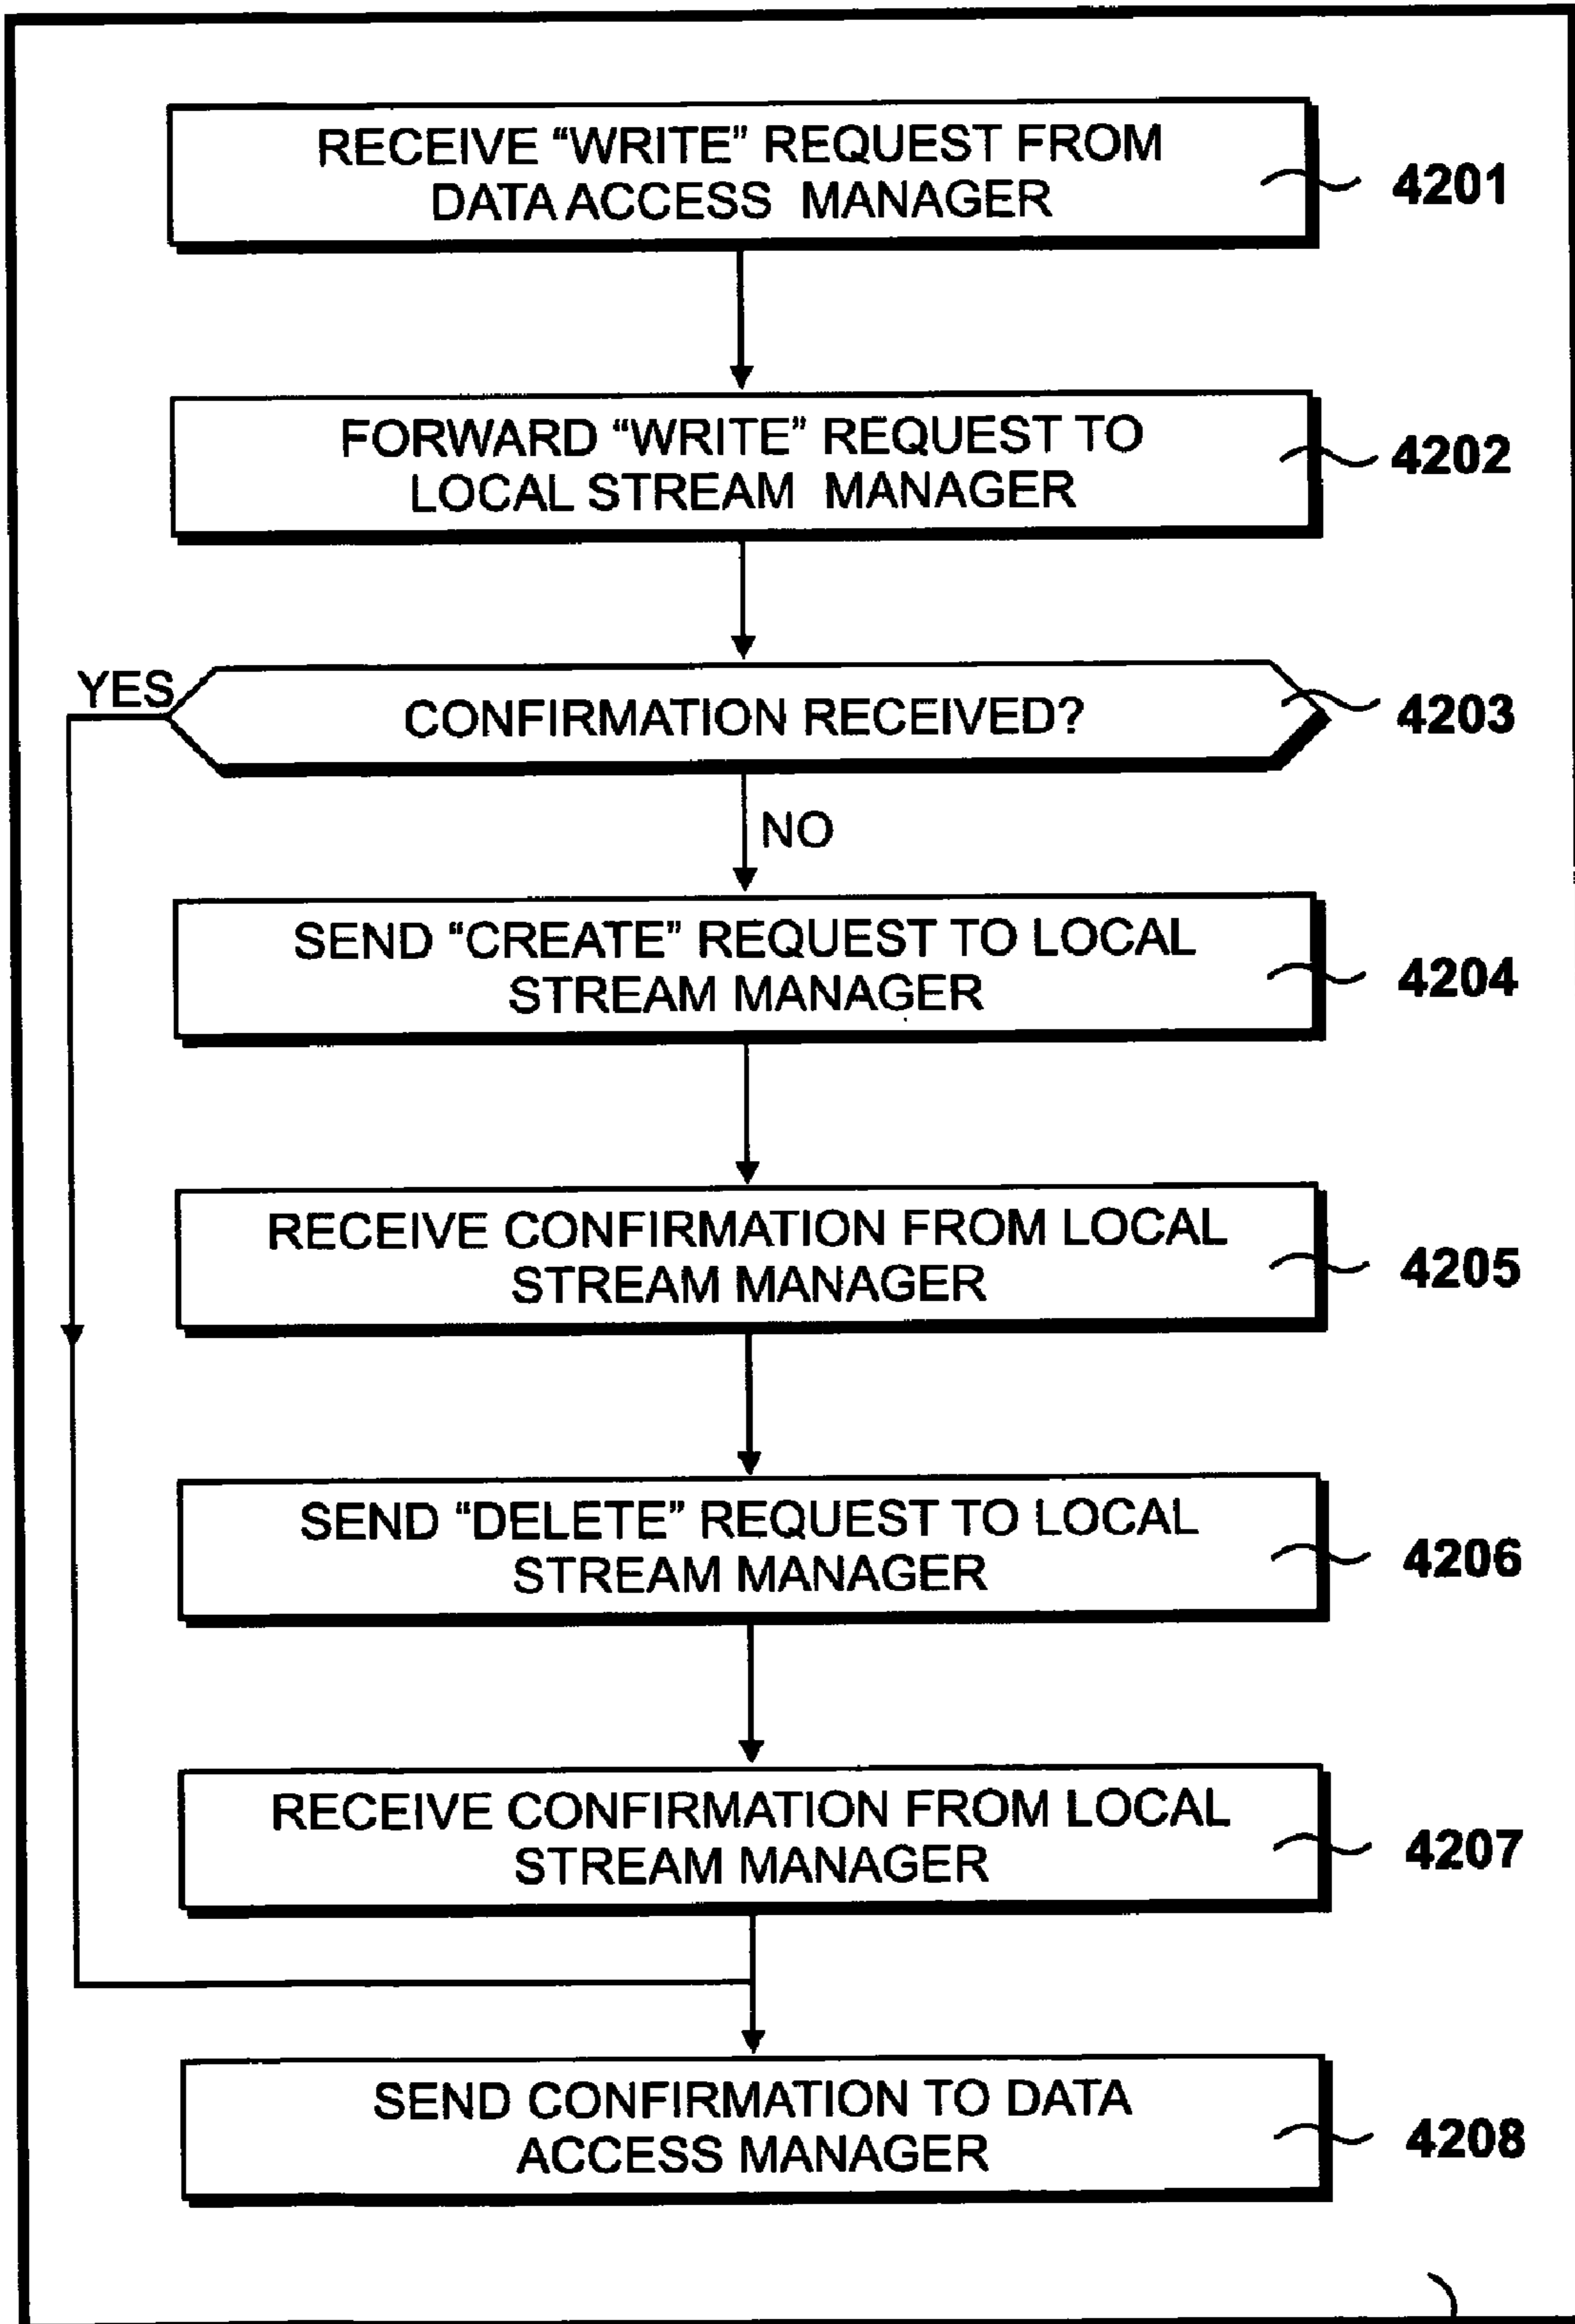 RECEIVE “WRITE” REQUEST FROM
DATA ACCESS MANAGER
4201
FORWARD “WRITE” REQUEST TO
LOCAL STREAM MANAGER
4202
YES
CONFIRMATION RECEIVED?
4203
NO
SEND “CREATE” REQUEST TO LOCAL
STREAM MANAGER
4204
RECEIVE CONFIRMATION FROM LOCAL
STREAM MANAGER
4205
SEND “DELETE” REQUEST TO LOCAL
STREAM MANAGER
4206
RECEIVE CONFIRMATION FROM LOCAL
STREAM MANAGER
4207
SEND CONFIRMATION TO DATA
ACCESS MANAGER
4208